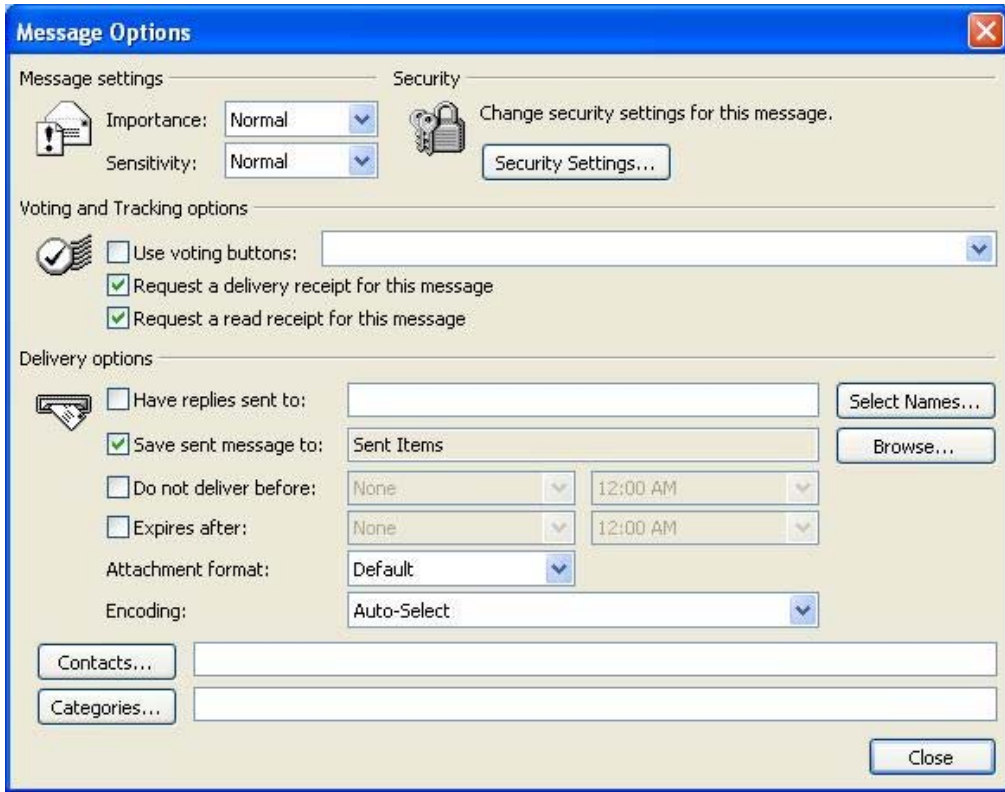 Message Options
Message settings
Security
Importance: Normal
Change security settings for this message.
Sensitivity: Normal
Security Settings...
Voting and Tracking options
Use voting buttons:
Request a delivery receipt for this message
Request a read receipt for this message
Delivery options
Have replies sent to: Select Names...
Save sent message to: Sent Items Browse...
Do not deliver before: None 12:00 AM
Expires after: None 12:00 AM
Attachment format: Default
Encoding: Auto-Select
Contacts...
Categories...
Close